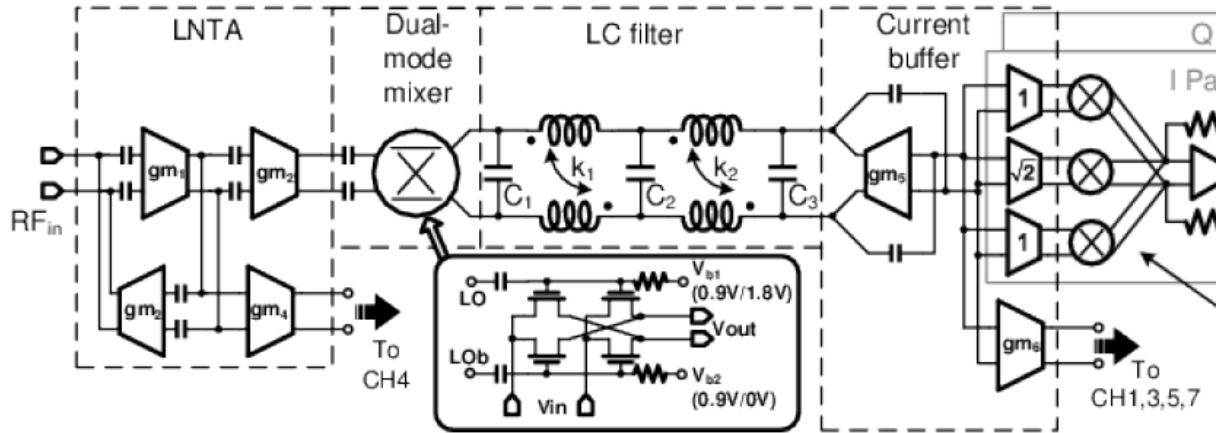 LNTA
Dual-
mode
mixer
LC filter
Current
buffer
Q
I Pa
RFin
gm1
gm2
gm2
gm4
To
CH4
C1
k1
C2
k2
C3
gm5
1
√2
1
gm6
To
CH1,3,5,7
LO
LOb
Vin
Vout
Vb1
(0.9V/1.8V)
Vb2
(0.9V/0V)